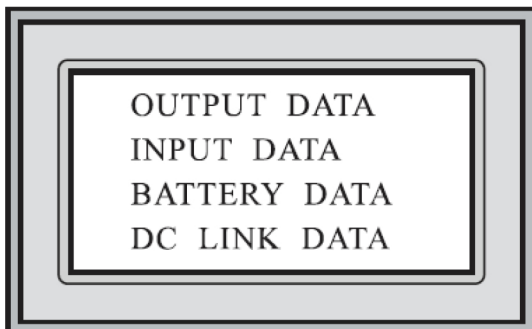 OUTPUT DATA
INPUT DATA
BATTERY DATA
DC LINK DATA